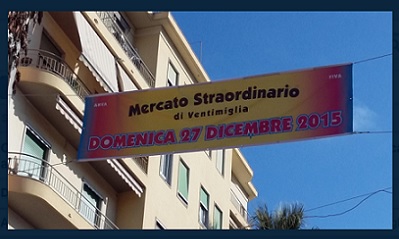 Mercato Straordinario
di Ventimiglia
DOMENICA 27 DICEMBRE 2015